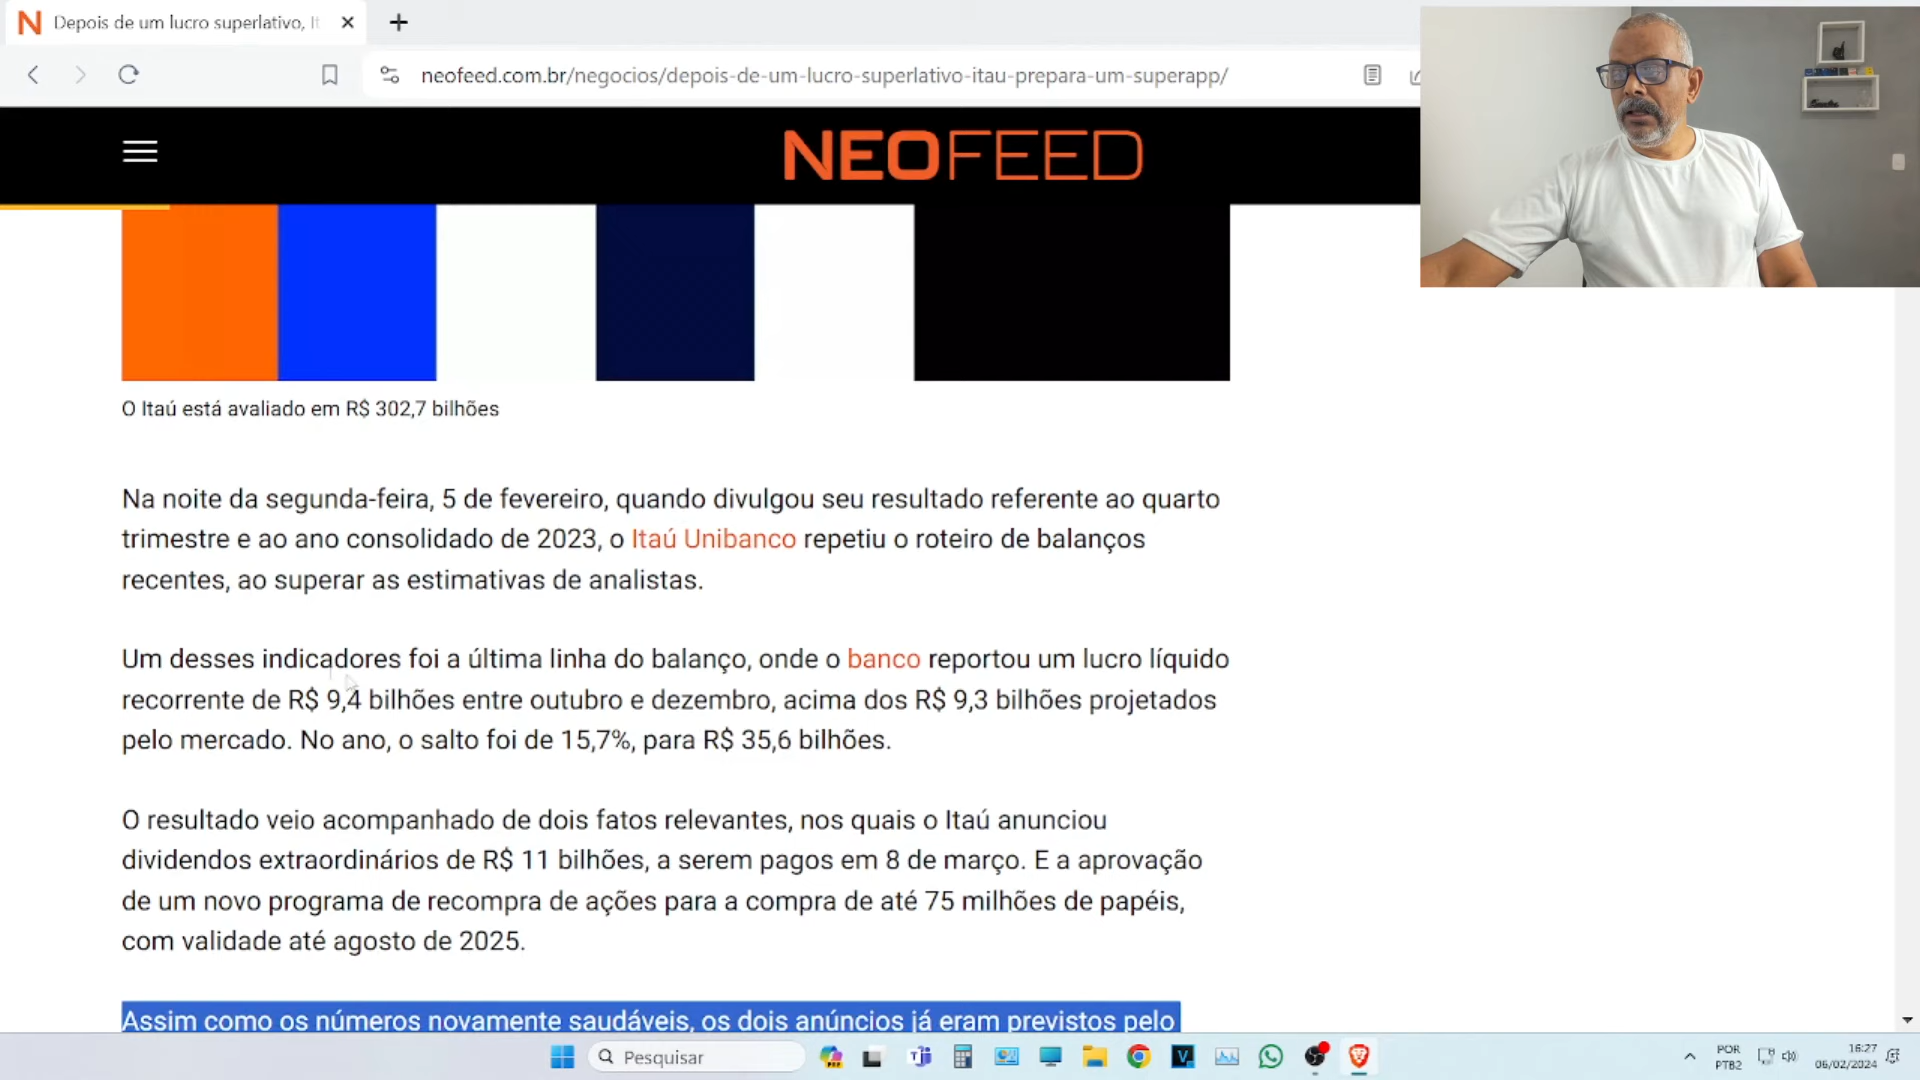 Depois de um lucro superlativo, It
neofeed.com.br/negocios/depois-de-um-lucro-superlativo-itau-prepara-um-superapp/
NEOFEED
O Itaú está avaliado em R$ 302,7 bilhões
Na noite da segunda-feira, 5 de fevereiro, quando divulgou seu resultado referente ao quarto
trimestre e ao ano consolidado de 2023, o Itaú Unibanco repetiu o roteiro de balanços
recentes, ao superar as estimativas de analistas.
Um desses indicadores foi a última linha do balanço, onde o banco reportou um lucro líquido
recorrente de R$ 9,4 bilhões entre outubro e dezembro, acima dos R$ 9,3 bilhões projetados
pelo mercado. No ano, o salto foi de 15,7%, para R$ 35,6 bilhões.
O resultado veio acompanhado de dois fatos relevantes, nos quais o Itaú anunciou
dividendos extraordinários de R$ 11 bilhões, a serem pagos em 8 de março. E a aprovação
de um novo programa de recompra de ações para a compra de até 75 milhões de papéis,
com validade até agosto de 2025.
Assim como os números novamente saudáveis, os dois anúncios já eram previstos pelo
Pesquisar
POR
PTB2
16:27
06/02/2024